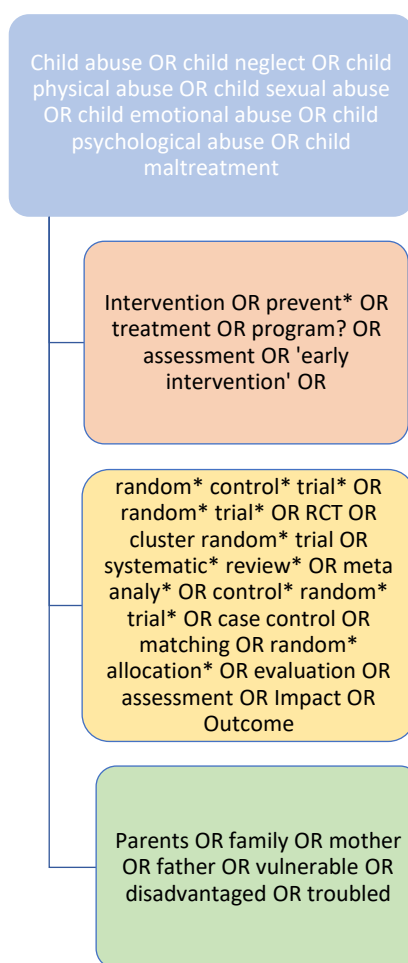 Child abuse OR child neglect OR child
physical abuse OR child sexual abuse
OR child emotional abuse OR child
psychological abuse OR child
maltreatment
Intervention OR prevent* OR
treatment OR program? OR
assessment OR 'early
intervention' OR
random* control* trial* OR
random* trial* OR RCT OR
cluster random* trial OR
systematic* review* OR meta
analy* OR control* random*
trial* OR case control OR
matching OR random*
allocation* OR evaluation OR
assessment OR Impact OR
Outcome
Parents OR family OR mother
OR father OR vulnerable OR
disadvantaged OR troubled